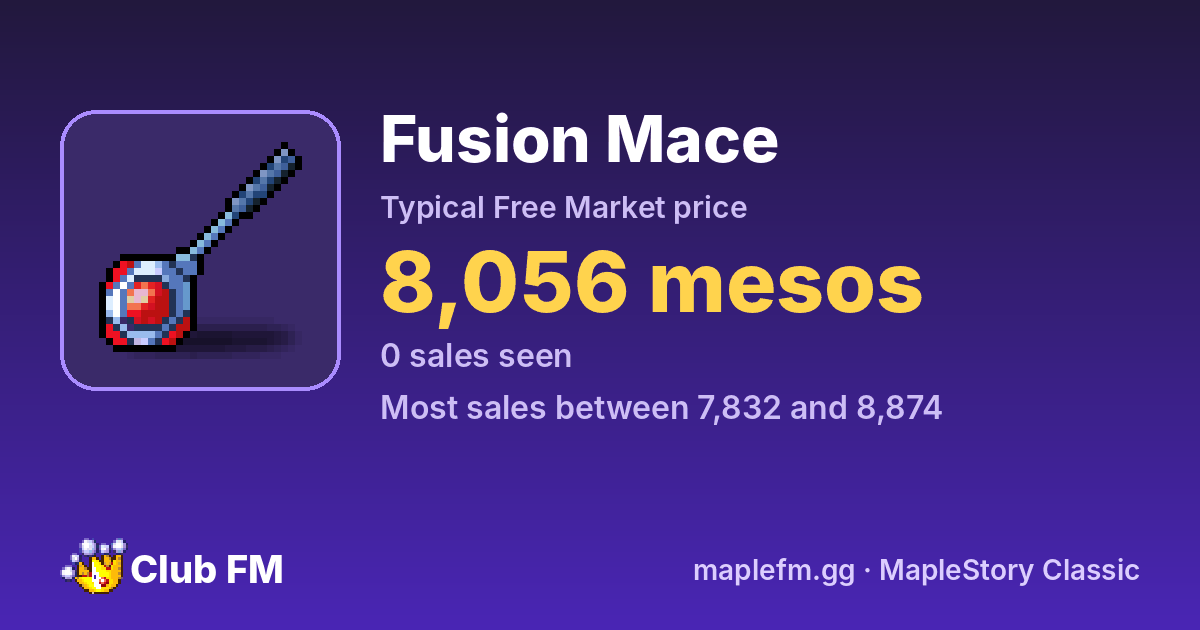 Fusion Mace
Typical Free Market price
8,056 mesos
0 sales seen
Most sales between 7,832 and 8,874
Club FM
maplefm.gg · MapleStory Classic